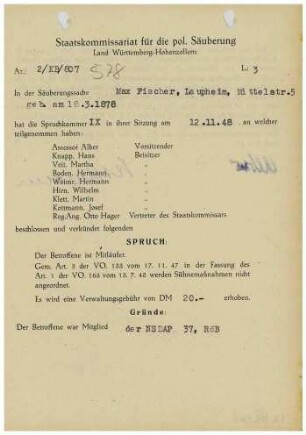 Staatskommissariat für die pol. Säuberung
Land Württemberg-Hohenzollern
Az.: 2/KB/807 578 L: 3
In der Säuberungssache Max Fischer, Laupheim, Mittelstr.5
geb.am 18.3.1878
hat die Spruchkammer IX in ihrer Sitzung am 12.11.48 an welcher
teilgenommen haben:
Assessor Alber Vorsitzender
Knapp, Hans Beisitzer
Veit, Martha „
Boden, Hermann „
Hermann „
Hirn, Wilhelm „
Klett, Martin „
Kettmann, Josef „
Reg.Ang. Otto Hager Vertreter des Staatskommissars
beschlossen und verkündet folgenden
SPRUCH:
Der Betroffene ist Mitläufer.
Gem. Art. 3 der VO. 133 vom 17. 11. 47 in der Fassung des
Art. 1 der VO. 165 vom 13. 7. 48 werden Sühnemaßnahmen nicht
angeordnet.
Es wird eine Verwaltungsgebühr von DM 20.- erhoben.
Gründe:
Der Betroffene war Mitglied der NSDAP 37, RdB